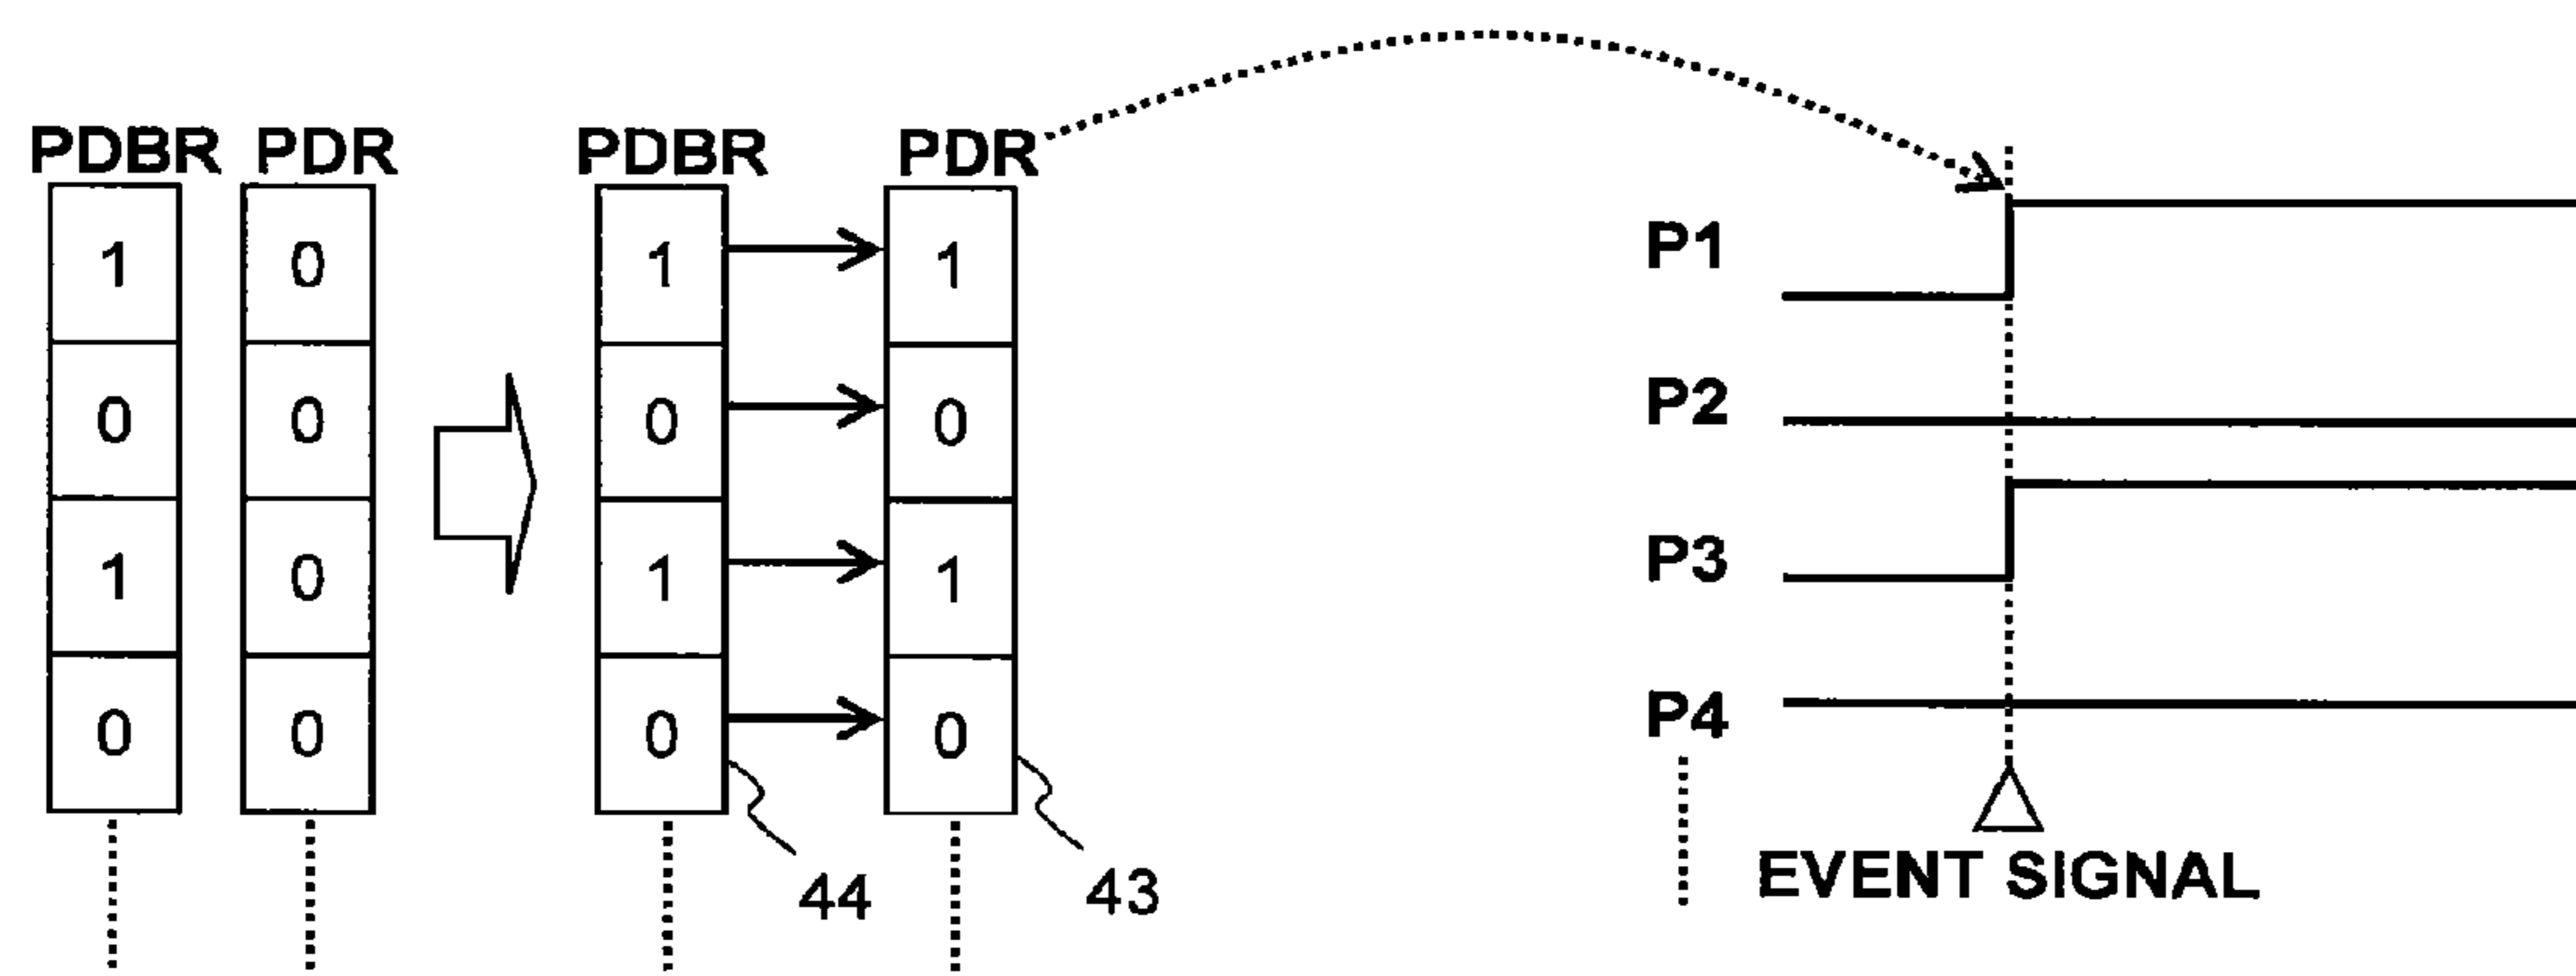 PDBR PDR PDBR PDR
1 0 1 1 P1
0 0 0 0 P2
1 0 1 1 P3
0 0 0 0 P4
44 43 EVENT SIGNAL